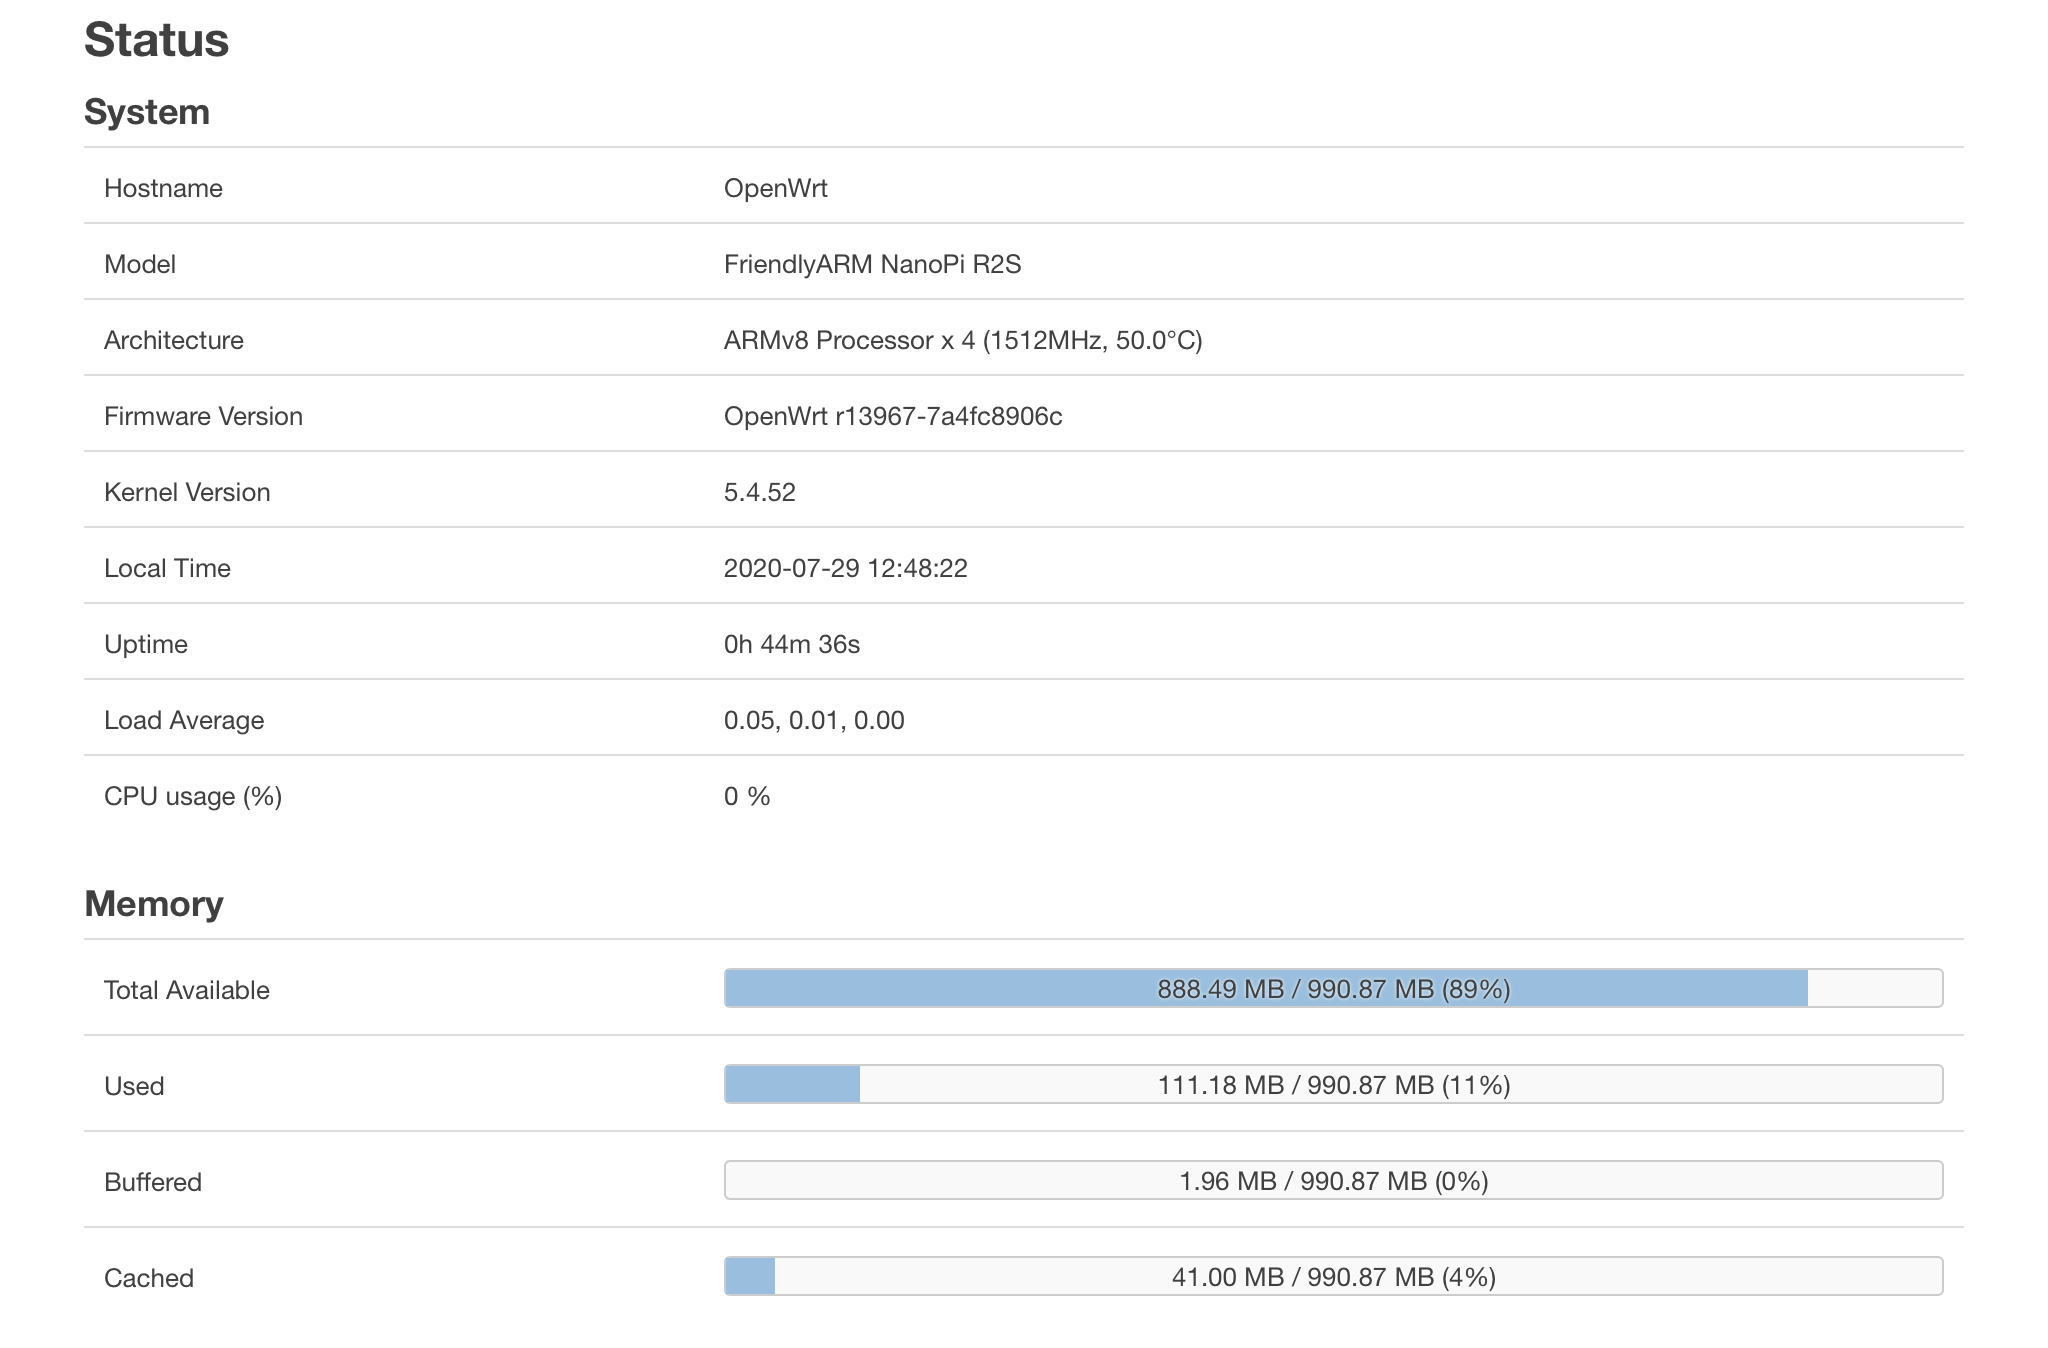 Status
System
Hostname OpenWrt
Model FriendlyARM NanoPi R2S
Architecture ARMv8 Processor x 4 (1512MHz, 50.0°C)
Firmware Version OpenWrt r13967-7a4fc8906c
Kernel Version 5.4.52
Local Time 2020-07-29 12:48:22
Uptime 0h 44m 36s
Load Average 0.05, 0.01, 0.00
CPU usage (%) 0 %
Memory
Total Available 888.49 MB / 990.87 MB (89%)
Used 111.18 MB / 990.87 MB (11%)
Buffered 1.96 MB / 990.87 MB (0%)
Cached 41.00 MB / 990.87 MB (4%)